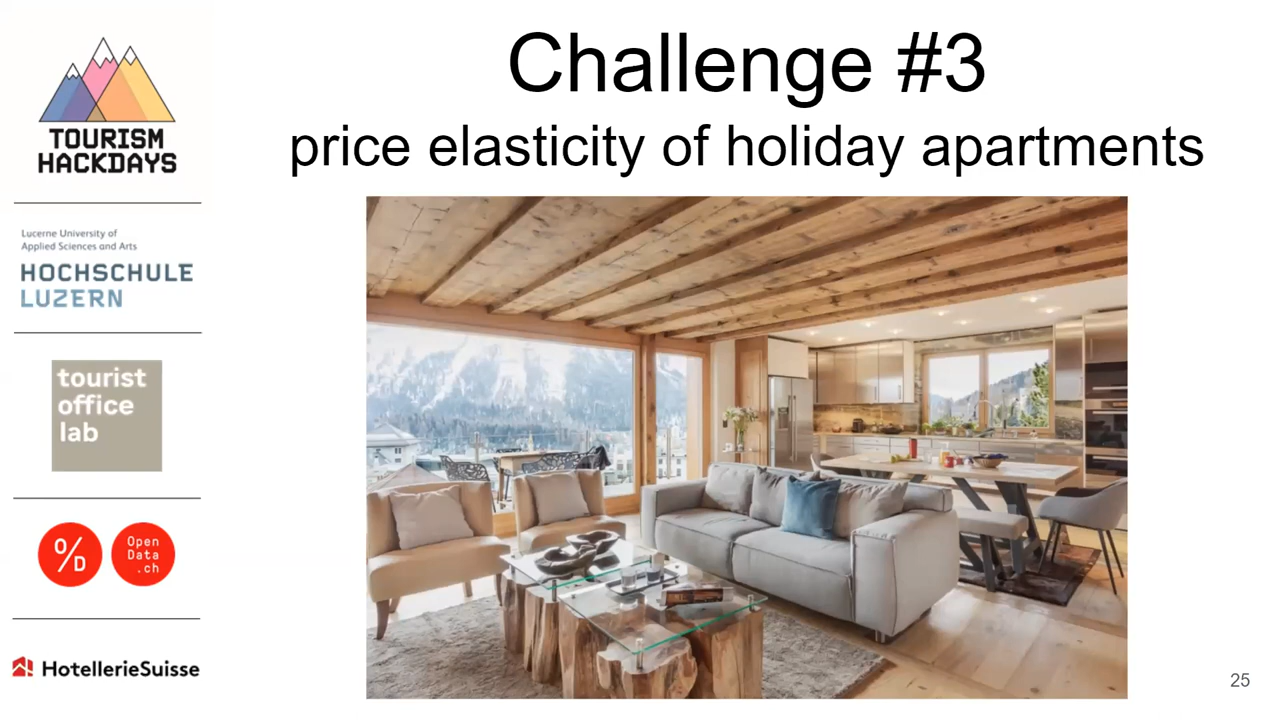 Challenge #3
price elasticity of holiday apartments
TOURISM
HACKDAYS
Lucerne University of
Applied Sciences and Arts
HOCHSCHULE
LUZERN
tourist
office
lab
%D
Open
Data
.ch
HotellerieSuisse
25